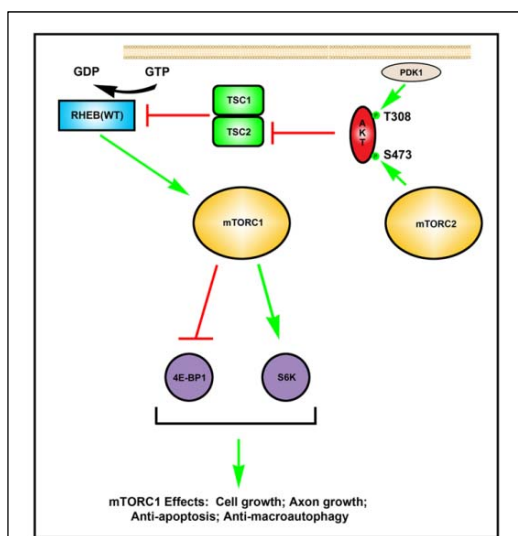 PDK1
GDP
GTP
RHEB(WT)
TSC1
TSC2
A
K
T
T308
S473
mTORC1
mTORC2
4E-BP1
S6K
mTORC1 Effects: Cell growth; Axon growth;
Anti-apoptosis; Anti-macroautophagy